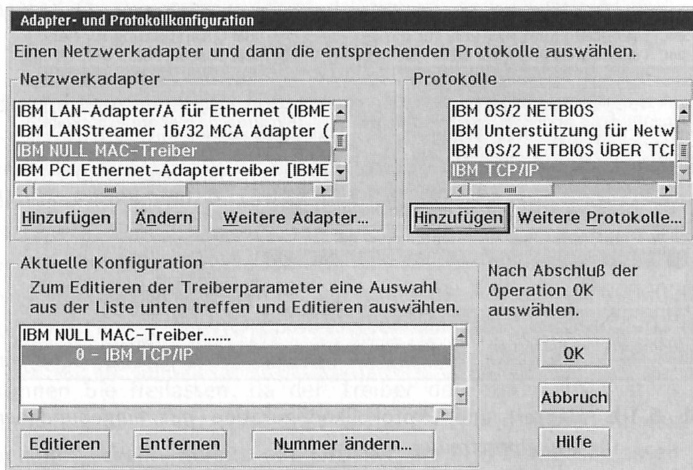 Adapter- und Protokollkonfiguration
Einen Netzwerkadapter und dann die entsprechenden Protokolle auswählen.
Netzwerkadapter
IBM LAN-Adapter/A für Ethernet (IBME
IBM LANStreamer 16/32 MCA Adapter (
IBM NULL MAC-Treiber
IBM PCI Ethernet-Adaptertreiber [IBME
Hinzufügen
Ändern
Weitere Adapter...
Protokolle
IBM OS/2 NETBIOS
IBM Unterstützung für Netw
IBM OS/2 NETBIOS ÜBER TCP
IBM TCP/IP
Hinzufügen
Weitere Protokolle...
Aktuelle Konfiguration
Zum Editieren der Treiberparameter eine Auswahl
aus der Liste unten treffen und Editieren auswählen.
IBM NULL MAC-Treiber.......
0 - IBM TCP/IP
Editieren
Entfernen
Nummer ändern...
Nach Abschluß der
Operation OK
auswählen.
OK
Abbruch
Hilfe